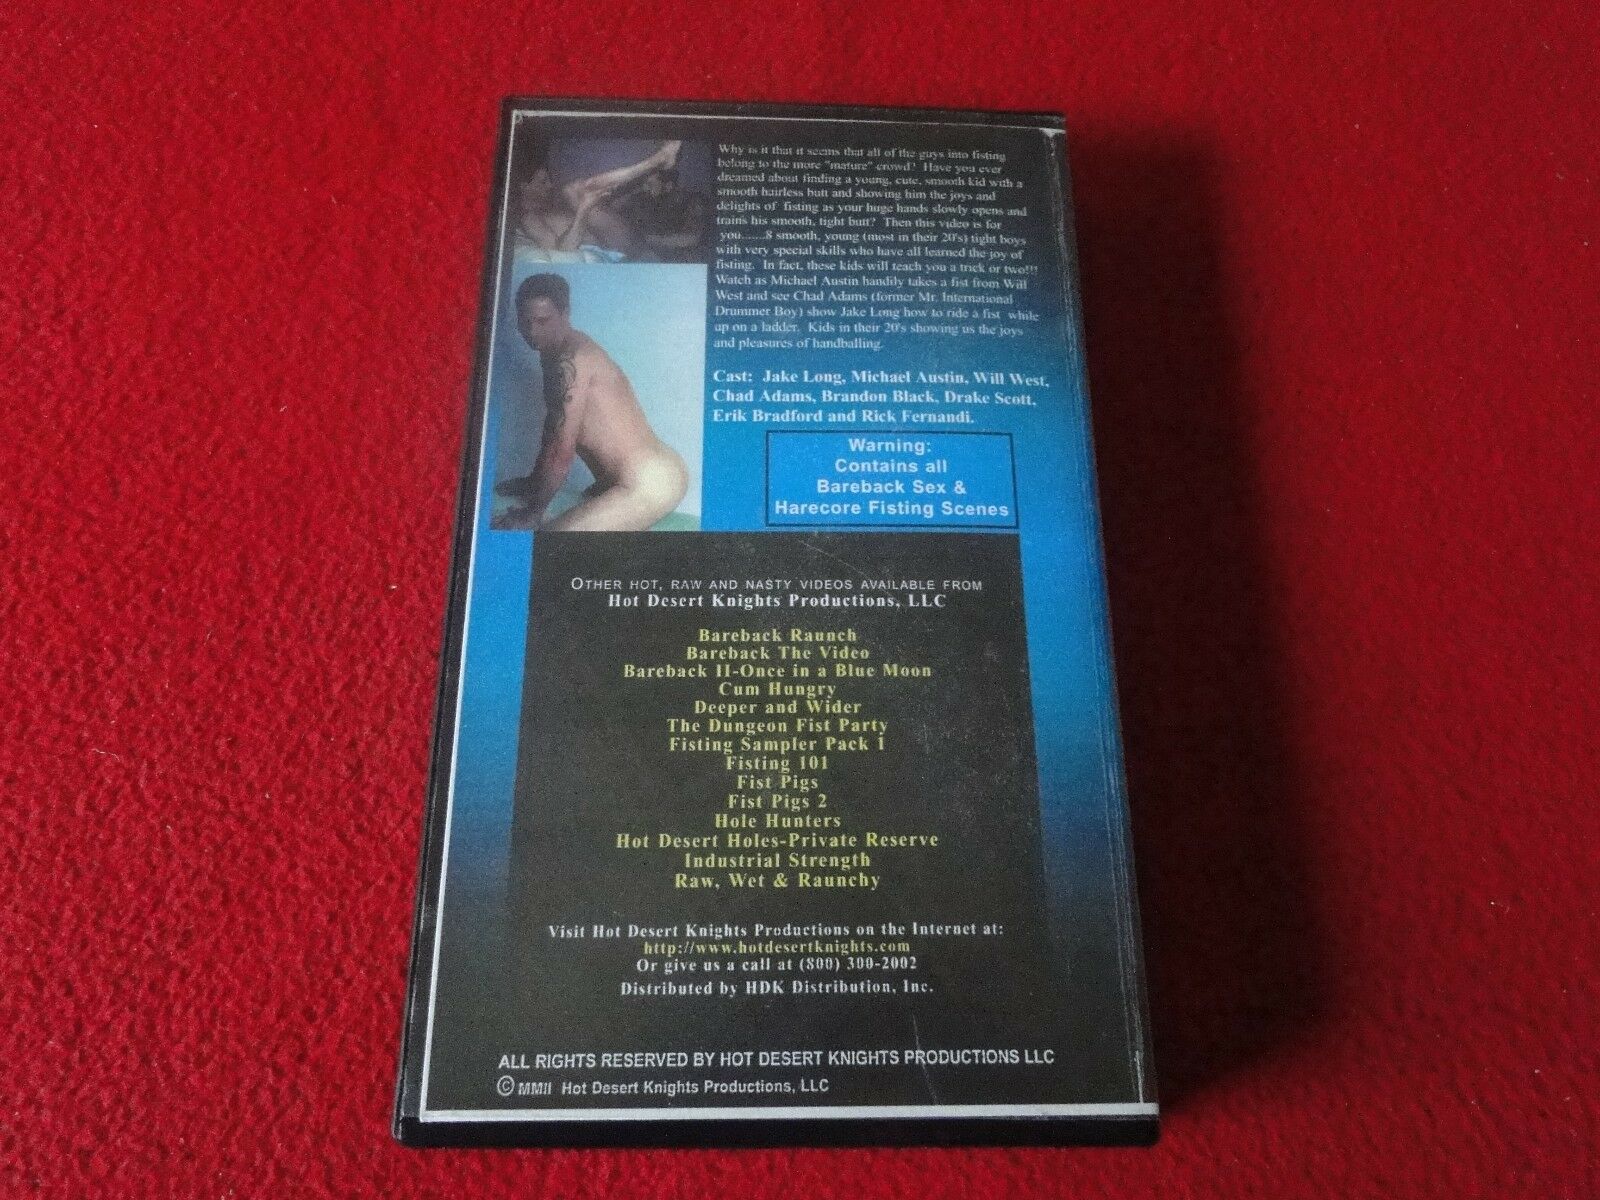 Why is it that it seems that all of the guys into fisting
belong to the more "mature" crowd? Have you ever
dreamed about finding a young, cute, smooth kid with a
smooth hairless butt and showing him the joys and
delights of fisting as your huge hands slowly opens and
trains his smooth, tight butt? Then this video is for
you.......8 smooth, young (most in their 20's) tight boys
with very special skills who have all learned the joy of
fisting. In fact, these kids will teach you a trick or two!!!
Watch as Michael Austin handily takes a fist from Will
West and see Chad Adams (former Mr. International
Drummer Boy) show Jake Long how to ride a fist while
up on a ladder. Kids in their 20's showing us the joys
and pleasures of handballing.
Cast: Jake Long, Michael Austin, Will West,
Chad Adams, Brandon Black, Drake Scott,
Erik Bradford and Rick Fernandi.
Warning:
Contains all
Bareback Sex &
Harecore Fisting Scenes
OTHER HOT, RAW AND NASTY VIDEOS AVAILABLE FROM
Hot Desert Knights Productions, LLC
Bareback Raunch
Bareback The Video
Bareback II-Once in a Blue Moon
Cum Hungry
Deeper and Wider
The Dungeon Fist Party
Fisting Sampler Pack 1
Fisting 101
Fist Pigs
Fist Pigs 2
Hole Hunters
Hot Desert Holes-Private Reserve
Industrial Strength
Raw, Wet & Raunchy
Visit Hot Desert Knights Productions on the Internet at:
http://www.hotdesertknights.com
Or give us a call at (800) 300-2002
Distributed by HDK Distribution, Inc.
ALL RIGHTS RESERVED BY HOT DESERT KNIGHTS PRODUCTIONS LLC
© MMII Hot Desert Knights Productions, LLC